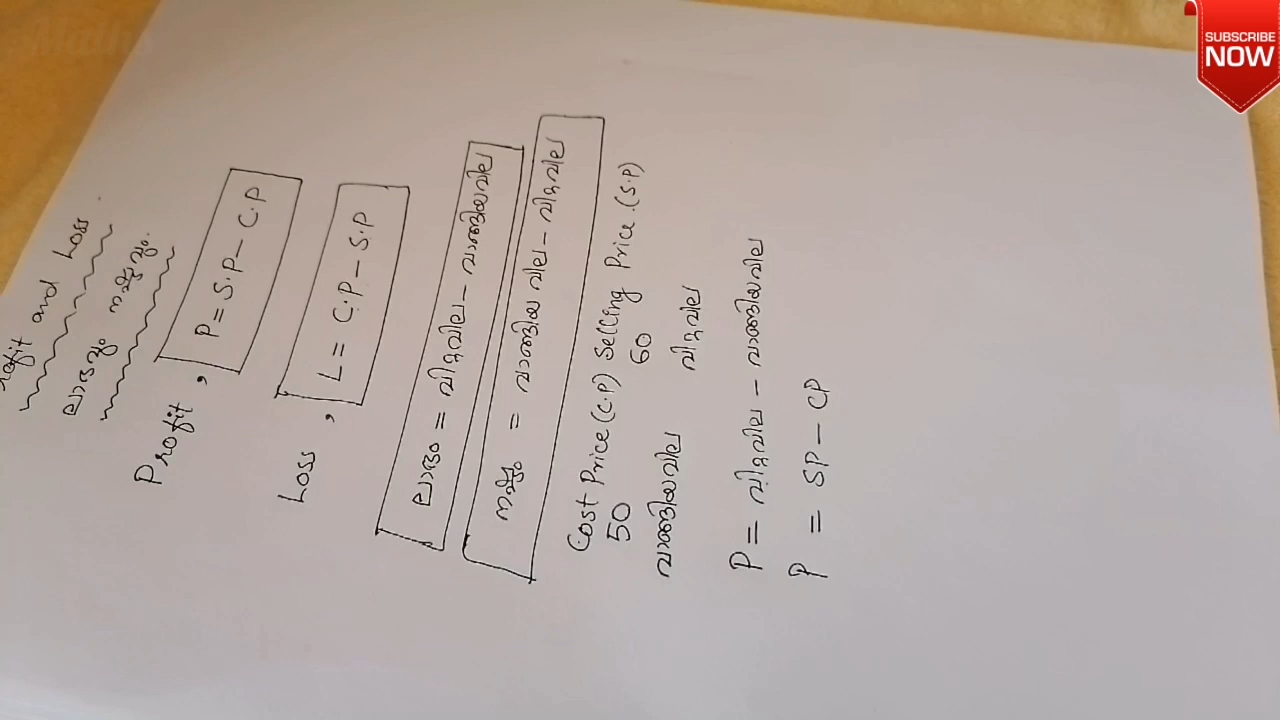 Profit and Loss.
ലാഭവും നഷ്ടവും.
Profit, P = S.P - C.P
Loss, L = C.P - S.P
ലാഭം = വിറ്റവില - വാങ്ങിയവില
നഷ്ടം = വാങ്ങിയ വില - വിറ്റവില
Cost Price (C.P) Selling Price.(S.P)
50 60
വാങ്ങിയവില വിറ്റവില
P = വിറ്റവില - വാങ്ങിയവില
P = SP - CP
SUBSCRIBE
NOW